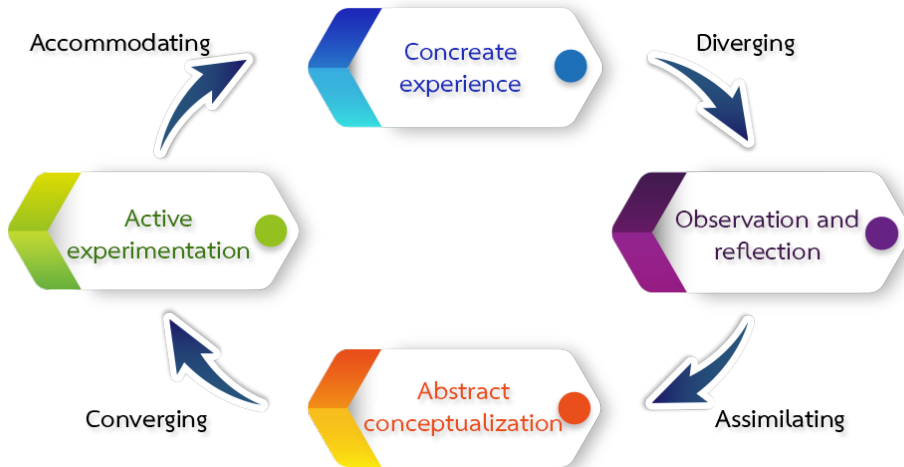 Accommodating
Concreate
experience
Diverging
Active
experimentation
Observation and
reflection
Abstract
conceptualization
Converging
Assimilating